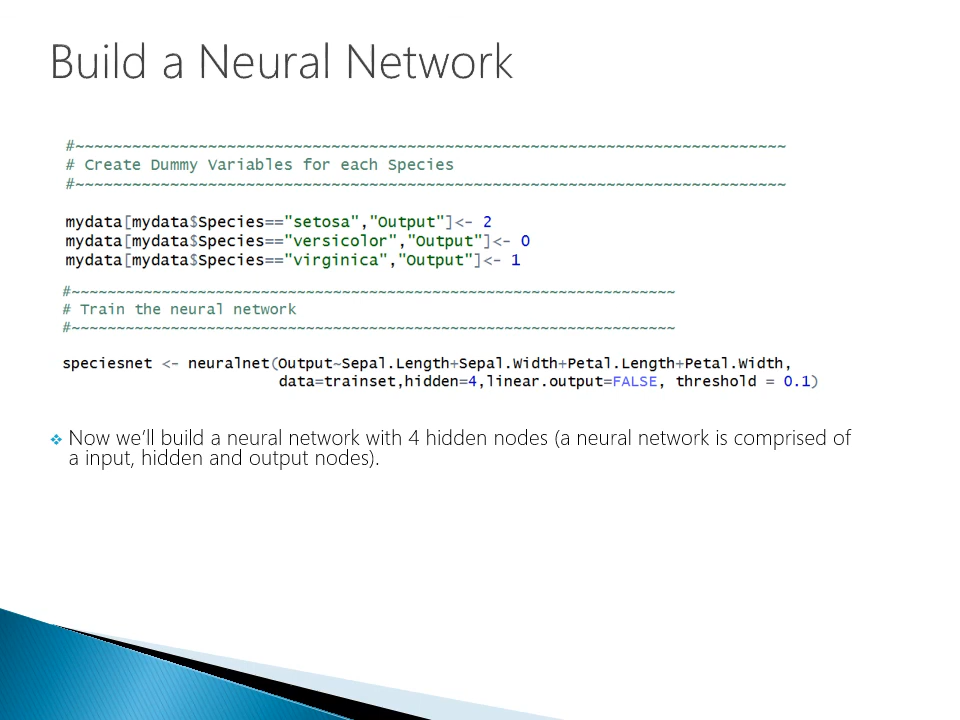 Build a Neural Network
#~~~~~~~~~~~~~~~~~~~~~~~~~~~~~~~~~~~~~~~~~~~~~~~~~~~~~~~~~~~~~~~~~~~~~~~~~~~
# Create Dummy Variables for each Species
#~~~~~~~~~~~~~~~~~~~~~~~~~~~~~~~~~~~~~~~~~~~~~~~~~~~~~~~~~~~~~~~~~~~~~~~~~~~
mydata[mydata$Species=="setosa","Output"]<- 2
mydata[mydata$Species=="versicolor","Output"]<- 0
mydata[mydata$Species=="virginica","Output"]<- 1
#~~~~~~~~~~~~~~~~~~~~~~~~~~~~~~~~~~~~~~~~~~~~~~~~~~~~~~~~~~~~~~~~~~~
# Train the neural network
#~~~~~~~~~~~~~~~~~~~~~~~~~~~~~~~~~~~~~~~~~~~~~~~~~~~~~~~~~~~~~~~~~~~
speciesnet <- neuralnet(Output~Sepal.Length+Sepal.Width+Petal.Length+Petal.Width,
data=trainset,hidden=4,linear.output=FALSE, threshold = 0.1)
❖ Now we'll build a neural network with 4 hidden nodes (a neural network is comprised of
a input, hidden and output nodes).